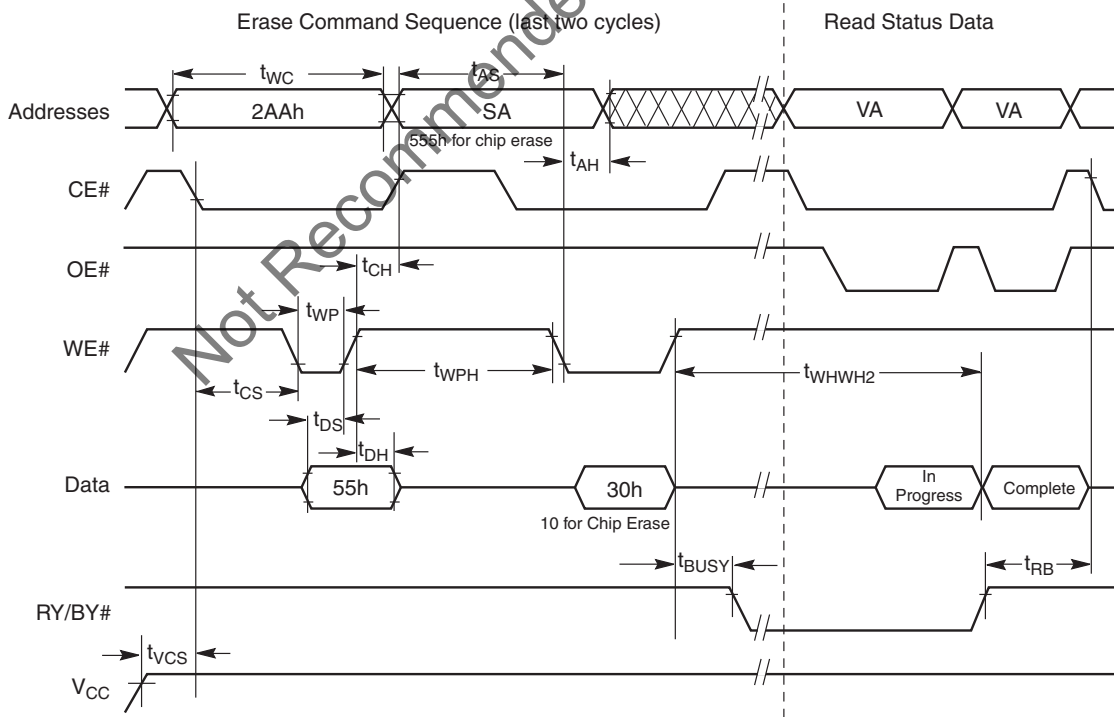 Erase Command Sequence (last two cycles)
Read Status Data
tWC
tAS
Addresses
2AAh
SA
VA
VA
555h for chip erase
tAH
CE#
OE#
tCH
tWP
WE#
tWPH
tWHWH2
tCS
tDS
tDH
Data
55h
30h
In
Progress
Complete
10 for Chip Erase
tBUSY
tRB
RY/BY#
tVCS
VCC
Not Recommende